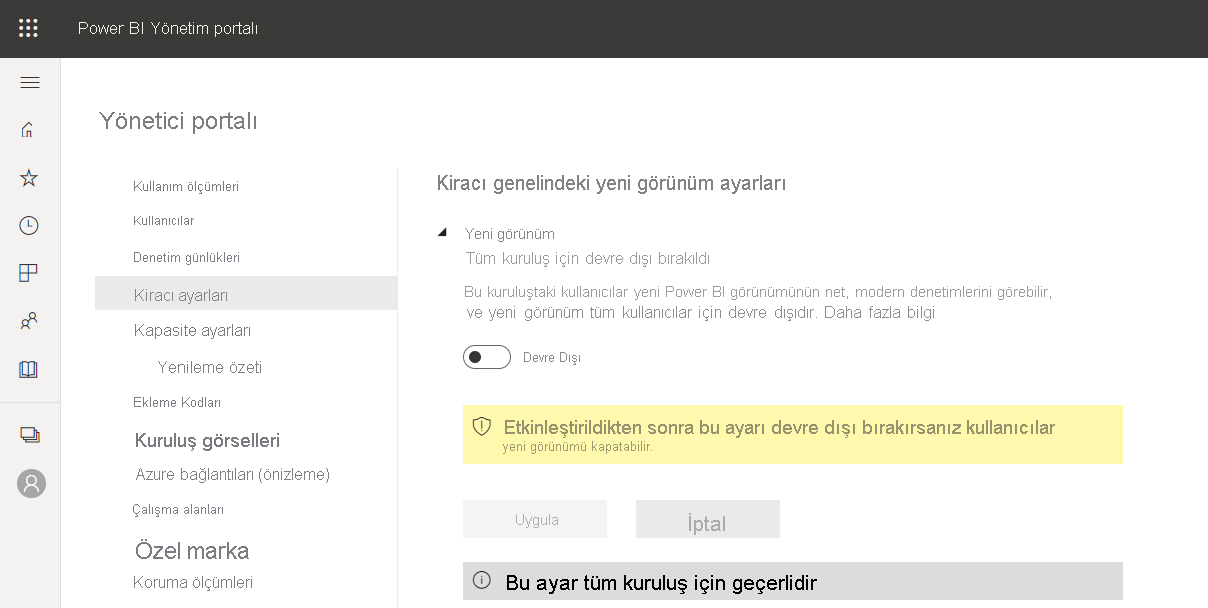 Power BI Yönetim portalı
Yönetici portalı
Kullanım ölçümleri
Kullanıcılar
Denetim günlükleri
Kiracı ayarları
Kapasite ayarları
Yenileme özeti
Ekleme Kodları
Kuruluş görselleri
Azure bağlantıları (önizleme)
Çalışma alanları
Özel marka
Koruma ölçümleri
Kiracı genelindeki yeni görünüm ayarları
Yeni görünüm
Tüm kuruluş için devre dışı bırakıldı
Bu kuruluştaki kullanıcılar yeni Power BI görünümünün net, modern denetimlerini görebilir,
ve yeni görünüm tüm kullanıcılar için devre dışıdır. Daha fazla bilgi
Devre Dışı
Etkinleştirildikten sonra bu ayarı devre dışı bırakırsanız kullanıcılar
yeni görünümü kapatabilir.
Uygula
İptal
Bu ayar tüm kuruluş için geçerlidir